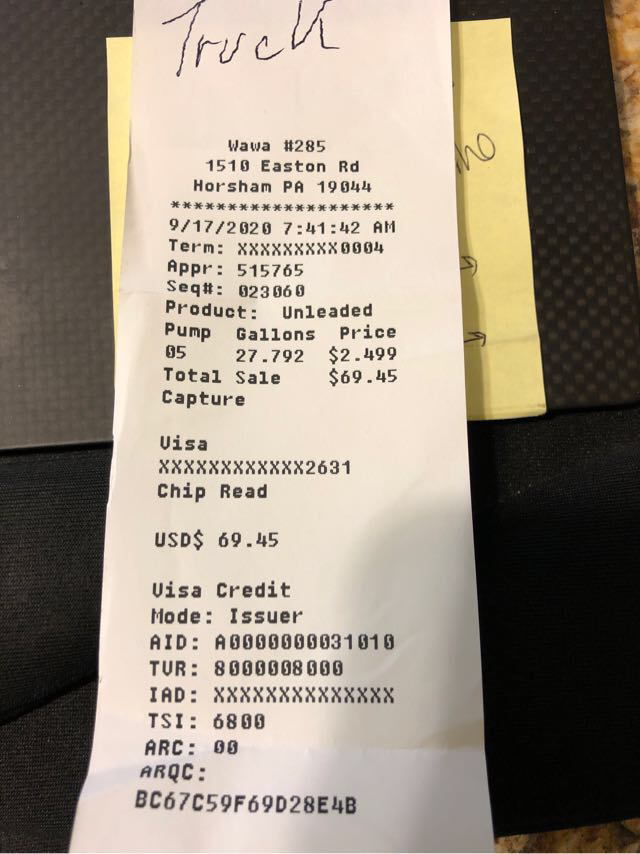 Truck
Wawa #285
1510 Easton Rd
Horsham PA 19044
********************
9/17/2020 7:41:42 AM
Term: XXXXXXXXX0004
Appr: 515765
Seq#: 023060
Product: Unleaded
Pump Gallons Price
05 27.792 $2.499
Total Sale $69.45
Capture
Visa
XXXXXXXXXXXX2631
Chip Read
USD$ 69.45
Visa Credit
Mode: Issuer
AID: A0000000031010
TVR: 8000008000
IAD: XXXXXXXXXXXXXX
TSI: 6800
ARC: 00
ARQC:
BC67C59F69D28E4B